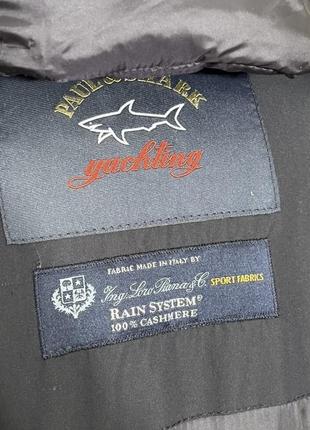 PAUL & SHARK
yachting
FABRIC MADE IN ITALY BY
Ing. Loro Piana & C. SPORT FABRICS
RAIN SYSTEM®
100% CASHMERE